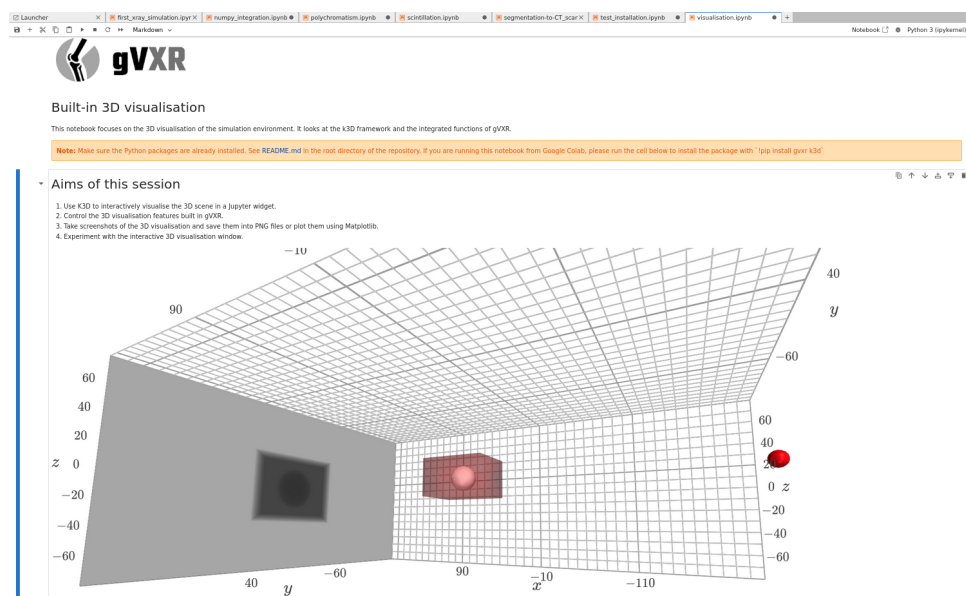 Launcher
first_xray_simulation.ipyr
numpy_integration.ipynb
polychromatism.ipynb
scintillation.ipynb
segmentation-to-CT_scar
test_installation.ipynb
visualisation.ipynb
Markdown
Notebook
Python 3 (ipykernel)
gVXR
Built-in 3D visualisation
This notebook focuses on the 3D visualisation of the simulation environment. It looks at the k3D framework and the integrated functions of gVXR.
Note: Make sure the Python packages are already installed. See README.md in the root directory of the repository. If you are running this notebook from Google Colab, please run the cell below to install the package with `!pip install gvxr k3d`
Aims of this session
1. Use K3D to interactively visualise the 3D scene in a Jupyter widget.
2. Control the 3D visualisation features built in gVXR.
3. Take screenshots of the 3D visualisation and save them into PNG files or plot them using Matplotlib.
4. Experiment with the interactive 3D visualisation window.
−10
40
90
y
−60
60
60
40
40
20
20
z 0
0 z
−20
−20
−40
−40
−60
−60
40
y
−60
90
−10
x
−110